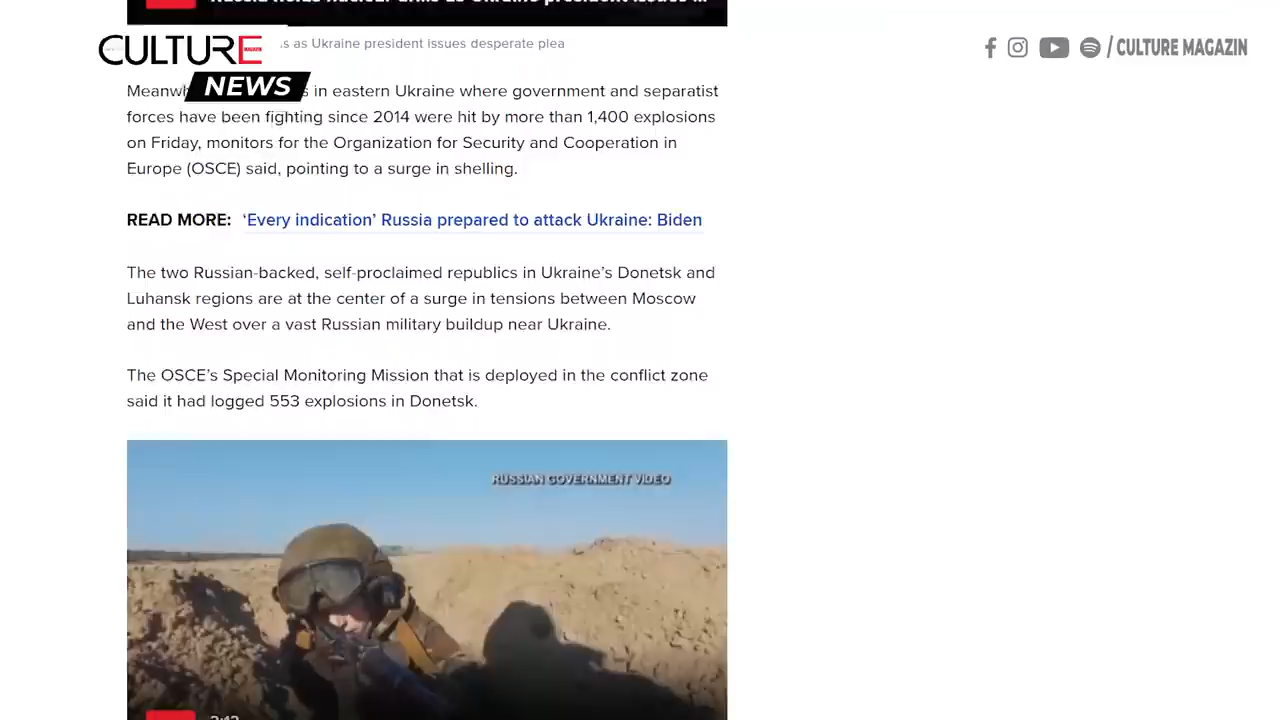 CULTURE
NEWS
/ CULTURE MAGAZIN
as Ukraine president issues desperate plea
in eastern Ukraine where government and separatist
forces have been fighting since 2014 were hit by more than 1,400 explosions
on Friday, monitors for the Organization for Security and Cooperation in
Europe (OSCE) said, pointing to a surge in shelling.
READ MORE: ‘Every indication’ Russia prepared to attack Ukraine: Biden
The two Russian-backed, self-proclaimed republics in Ukraine’s Donetsk and
Luhansk regions are at the center of a surge in tensions between Moscow
and the West over a vast Russian military buildup near Ukraine.
The OSCE’s Special Monitoring Mission that is deployed in the conflict zone
said it had logged 553 explosions in Donetsk.
RUSSIAN GOVERNMENT VIDEO